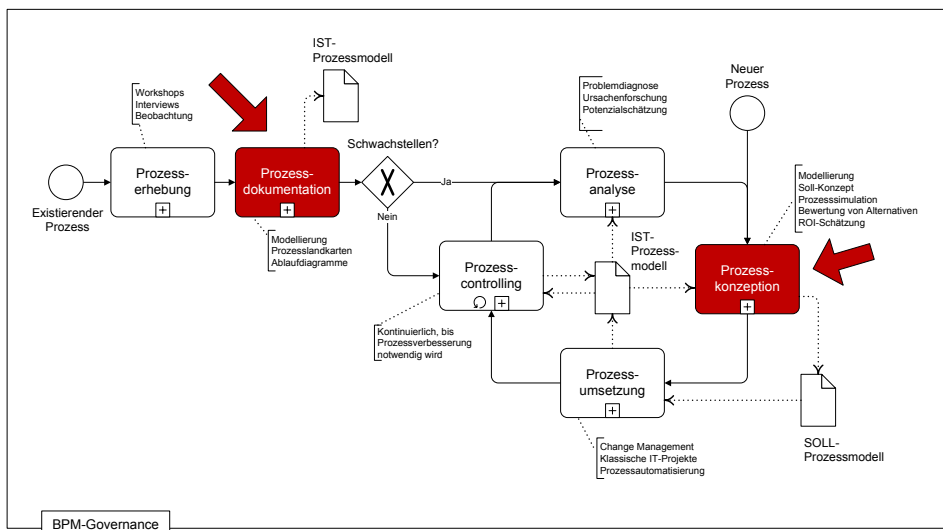 IST-
Prozessmodell
Workshops
Interviews
Beobachtung
Problemdiagnose
Ursachenforschung
Potenzialschätzung
Neuer
Prozess
Schwachstellen?
Existierender
Prozess
Prozess-
erhebung
Prozess-
dokumentation
Ja
Nein
Prozess-
analyse
Modellierung
Soll-Konzept
Prozesssimulation
Bewertung von Alternativen
ROI-Schätzung
Modellierung
Prozesslandkarten
Ablaufdiagramme
Prozess-
controlling
IST-
Prozess-
modell
Prozess-
konzeption
Kontinuierlich, bis
Prozessverbesserung
notwendig wird
Prozess-
umsetzung
SOLL-
Prozessmodell
Change Management
Klassische IT-Projekte
Prozessautomatisierung
BPM-Governance